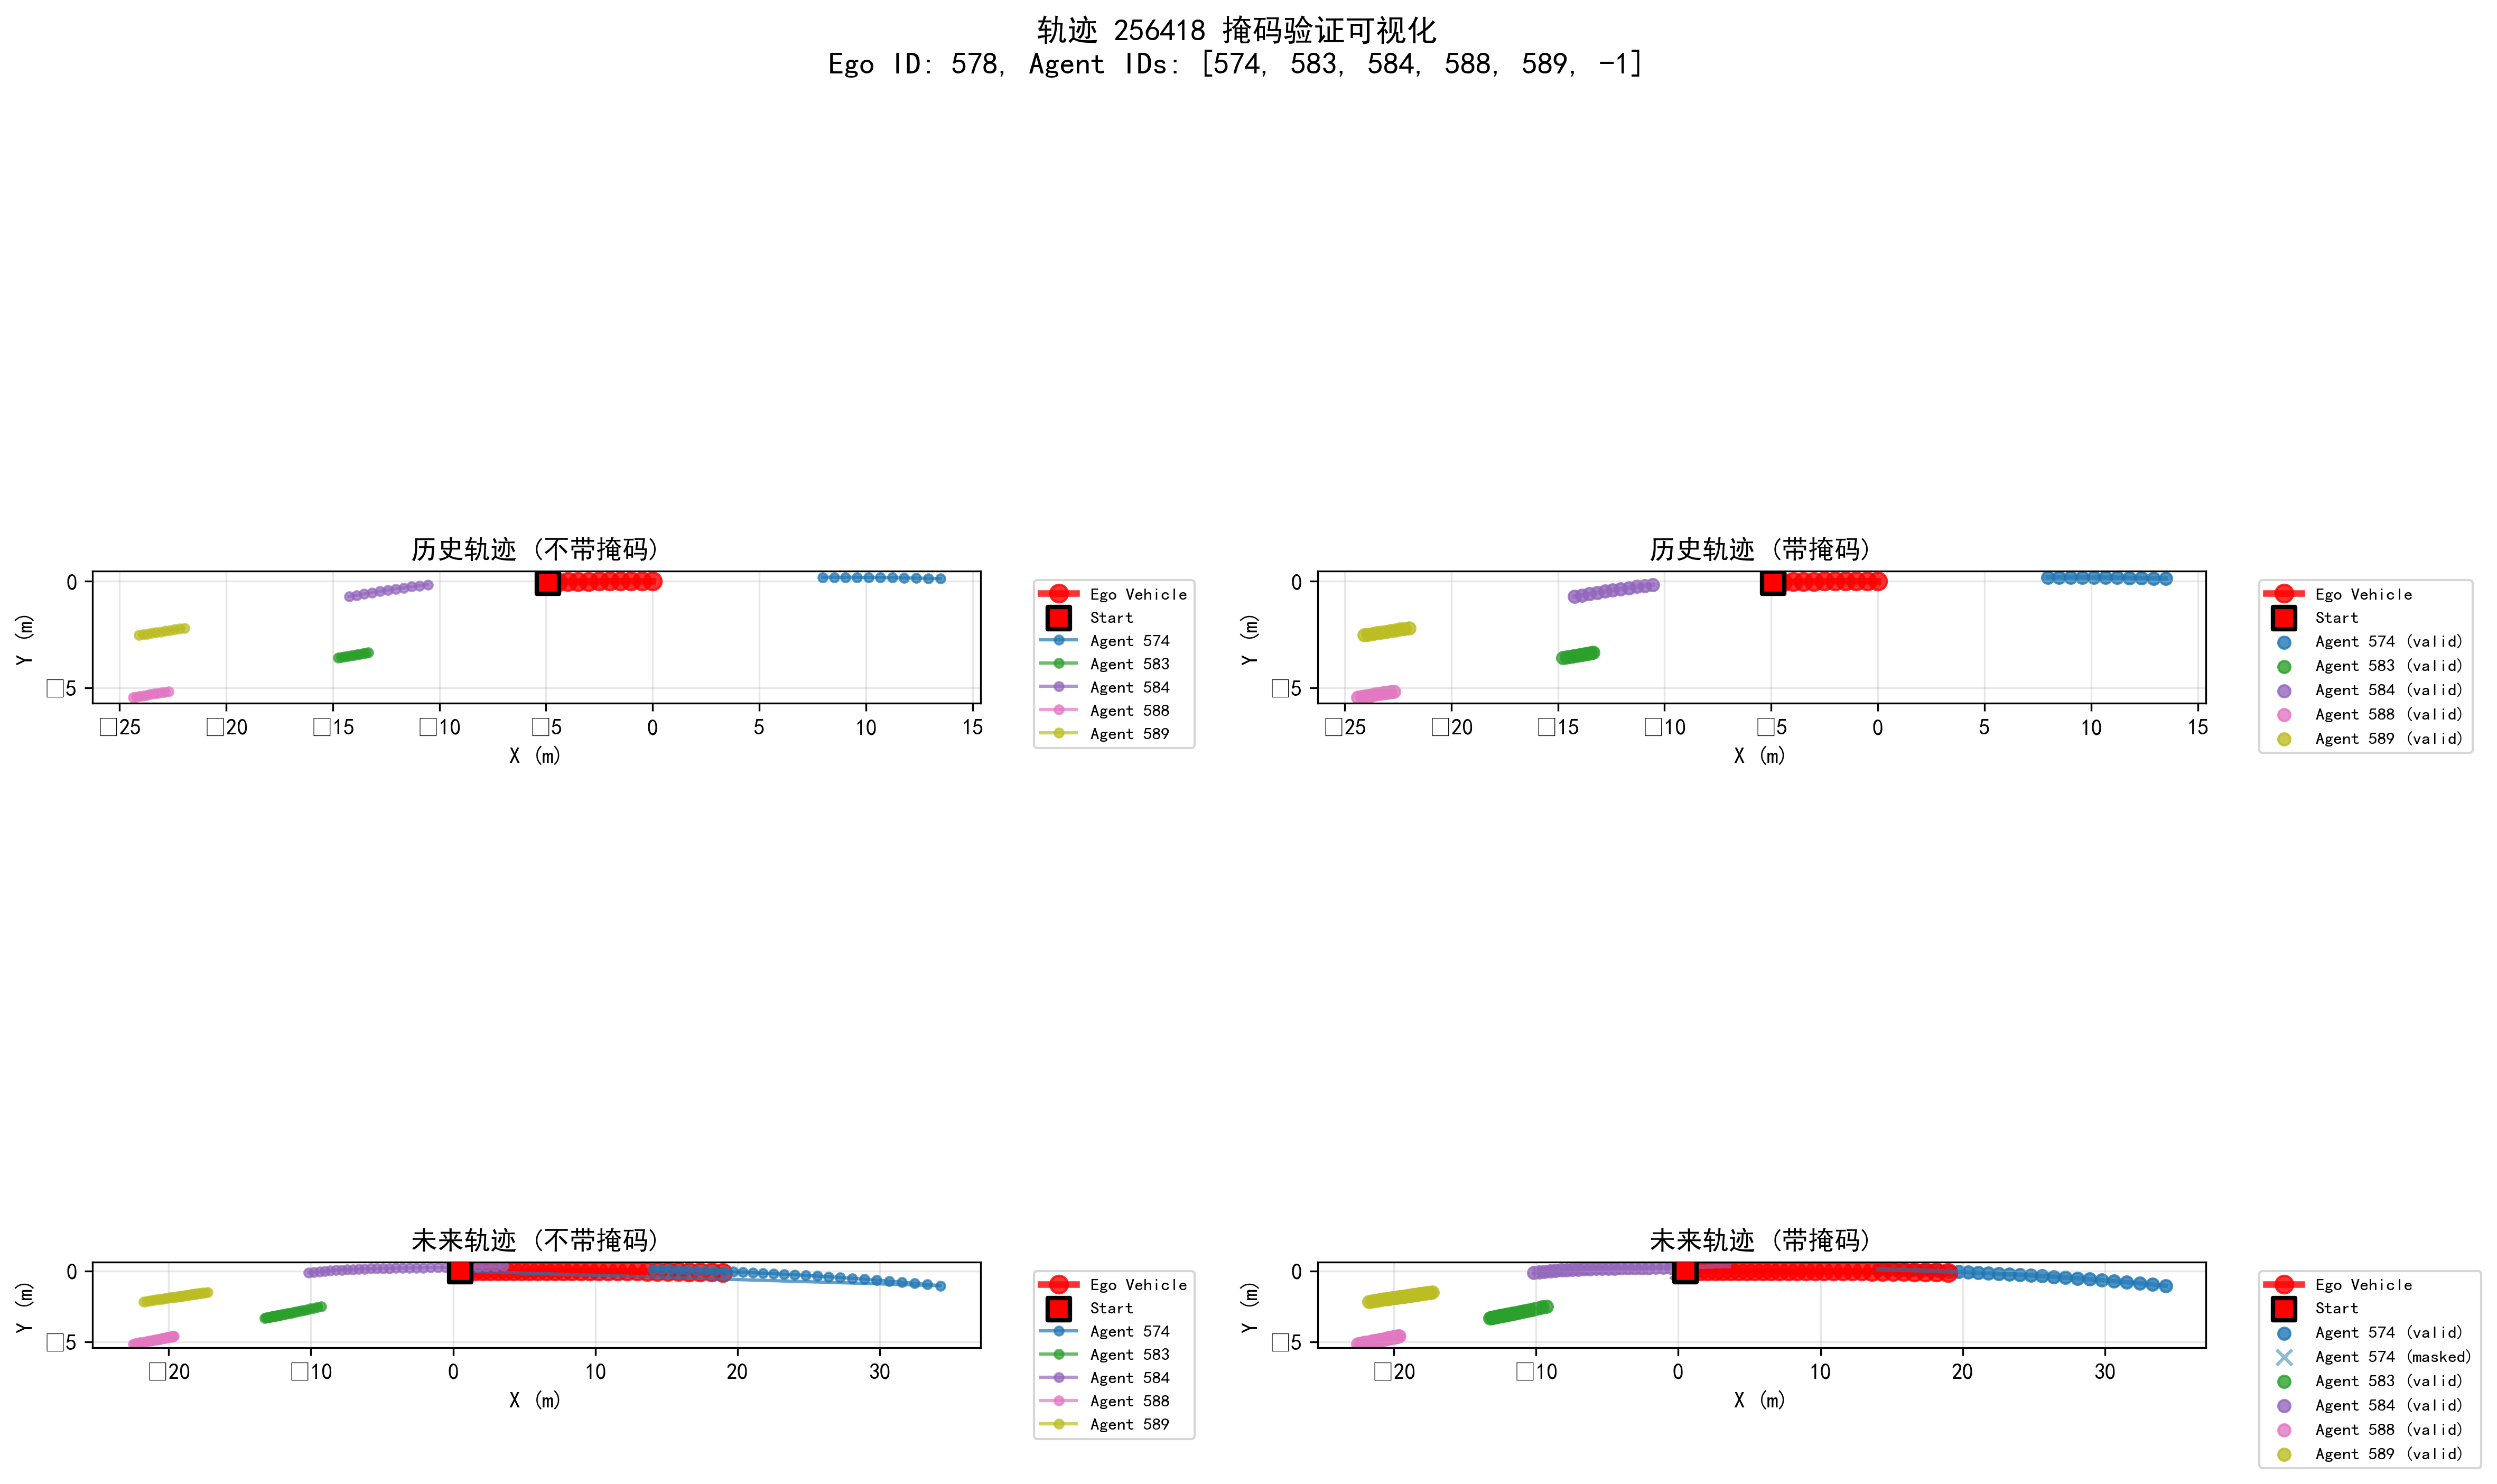 轨迹 256418 掩码验证可视化
Ego ID: 578, Agent IDs: [574, 583, 584, 588, 589, -1]
历史轨迹 (不带掩码)
Y (m)
0
□5
□25 □20 □15 □10 □5 0 5 10 15
X (m)
Ego Vehicle
Start
Agent 574
Agent 583
Agent 584
Agent 588
Agent 589
历史轨迹 (带掩码)
Y (m)
0
□5
□25 □20 □15 □10 □5 0 5 10 15
X (m)
Ego Vehicle
Start
Agent 574 (valid)
Agent 583 (valid)
Agent 584 (valid)
Agent 588 (valid)
Agent 589 (valid)
未来轨迹 (不带掩码)
Y (m)
0
□5
□20 □10 0 10 20 30
X (m)
Ego Vehicle
Start
Agent 574
Agent 583
Agent 584
Agent 588
Agent 589
未来轨迹 (带掩码)
Y (m)
0
□5
□20 □10 0 10 20 30
X (m)
Ego Vehicle
Start
Agent 574 (valid)
Agent 574 (masked)
Agent 583 (valid)
Agent 584 (valid)
Agent 588 (valid)
Agent 589 (valid)